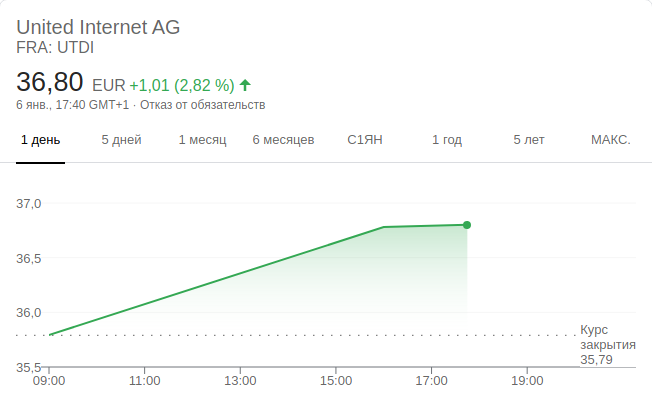 United Internet AG
FRA: UTDI
36,80 EUR +1,01 (2,82 %)
6 янв., 17:40 GMT+1 · Отказ от обязательств
1 день 5 дней 1 месяц 6 месяцев С1ЯН 1 год 5 лет МАКС.
37,0
36,5
36,0
Курс
закрытия
35,79
35,5
09:00 11:00 13:00 15:00 17:00 19:00